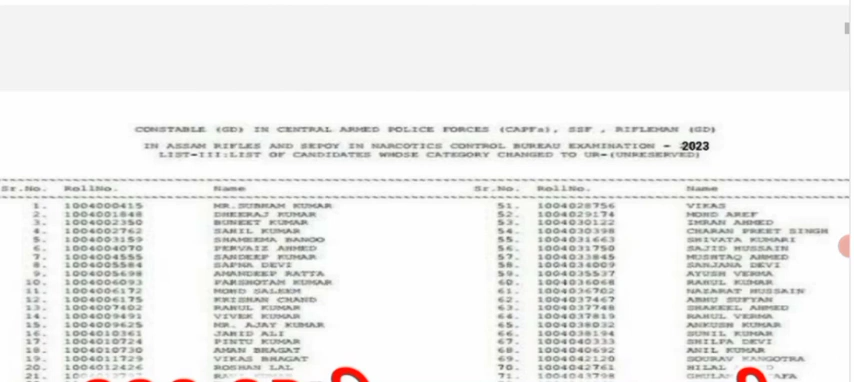 CONSTABLE (GD) IN CENTRAL ARMED POLICE FORCES (CAPFs), SSF , RIFLEMAN (GD)
IN ASSAM RIFLES AND SEPOY IN NARCOTICS CONTROL BUREAU EXAMINATION - 2023
LIST-III:LIST OF CANDIDATES WHOSE CATEGORY CHANGED TO UR-(UNRESERVED)
Sr.No. RollNo. Name Sr.No. RollNo. Name
1. 1004000415 MR.SUBHAM KUMAR 51. 1004028756 VIKAS
2. 1004001848 DHEERAJ KUMAR 52. 1004029174 MOHD AREF
3. 1004002350 BUNEET KUMAR 53. 1004030122 IMRAN AHMED
4. 1004002762 SAHIL KUMAR 54. 1004030398 CHARAN PREET SINGH
5. 1004003159 SHAMEEMA BANOO 55. 1004031663 SHIVATA KUMARI
6. 1004004070 PERVAIZ AHMED 56. 1004031750 SAJID HUSSAIN
7. 1004004555 SANDEEP KUMAR 57. 1004033845 MUSHTAQ AHMED
8. 1004005584 SAPNA DEVI 58. 1004034009 SANJANA DEVI
9. 1004005698 AMANDEEP RATTA 59. 1004035537 AYUSH VERMA
10. 1004006093 PARSHOTAM KUMAR 60. 1004036068 RAHUL KUMAR
11. 1004006172 MOHD SALEEM 61. 1004036702 NAZARAT HUSSAIN
12. 1004006175 KRISHAN CHAND 62. 1004037467 ABHU SUFYAN
13. 1004007402 RAHUL KUMAR 63. 1004037748 SHAKEEL AHMED
14. 1004009491 VIVEK KUMAR 64. 1004037819 RAHUL VERMA
15. 1004009625 MR. AJAY KUMAR 65. 1004038032 ANKUSH KUMAR
16. 1004010361 JAHID ALI 66. 1004038194 SUNIL KUMAR
17. 1004010724 PINTU KUMAR 67. 1004040333 SHILPA DEVI
18. 1004010730 AMAN BHAGAT 68. 1004040692 ANIL KUMAR
19. 1004011729 VIKAS BHAGAT 69. 1004042120 SOURAV KANGOTRA
20. 1004012426 ROSHAN LAL 70. 1004042761 HILAL
21. 71. 1004043798